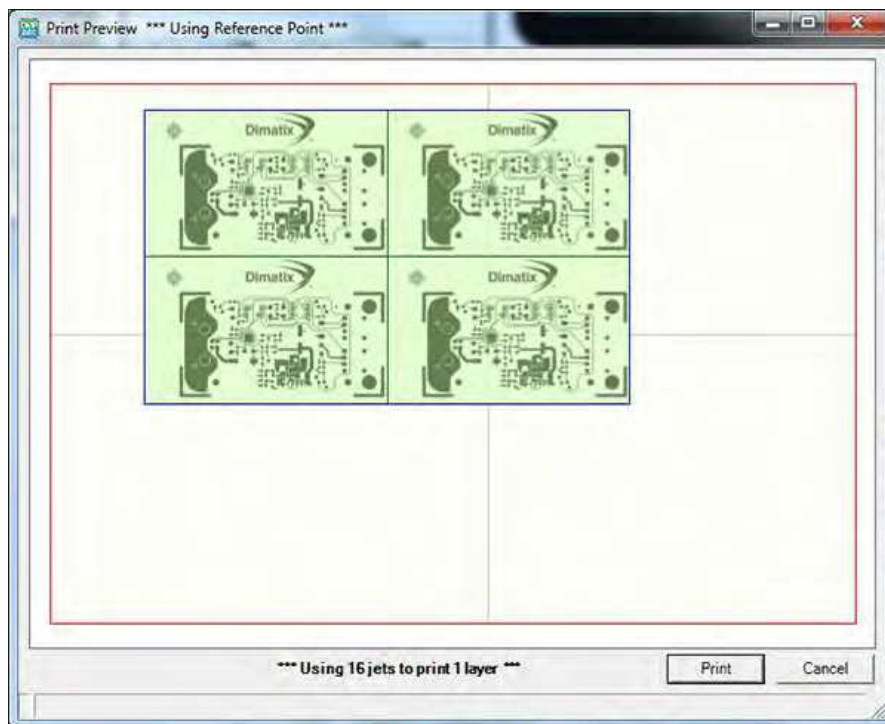 Print Preview *** Using Reference Point ***
Dimatix
Dimatix
Dimatix
Dimatix
*** Using 16 jets to print 1 layer ***
Print
Cancel